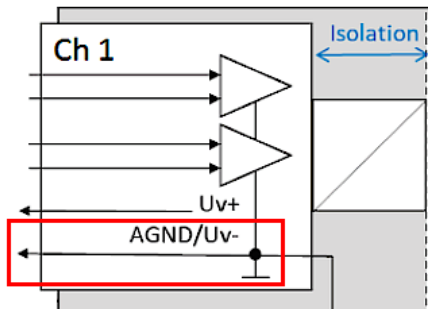 Isolation
Ch 1
Uv+
AGND/Uv-